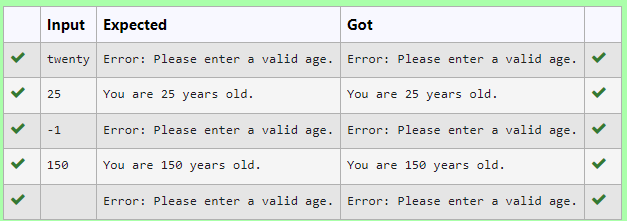 Input Expected Got
twenty Error: Please enter a valid age. Error: Please enter a valid age.
25 You are 25 years old. You are 25 years old.
-1 Error: Please enter a valid age. Error: Please enter a valid age.
150 You are 150 years old. You are 150 years old.
Error: Please enter a valid age. Error: Please enter a valid age.